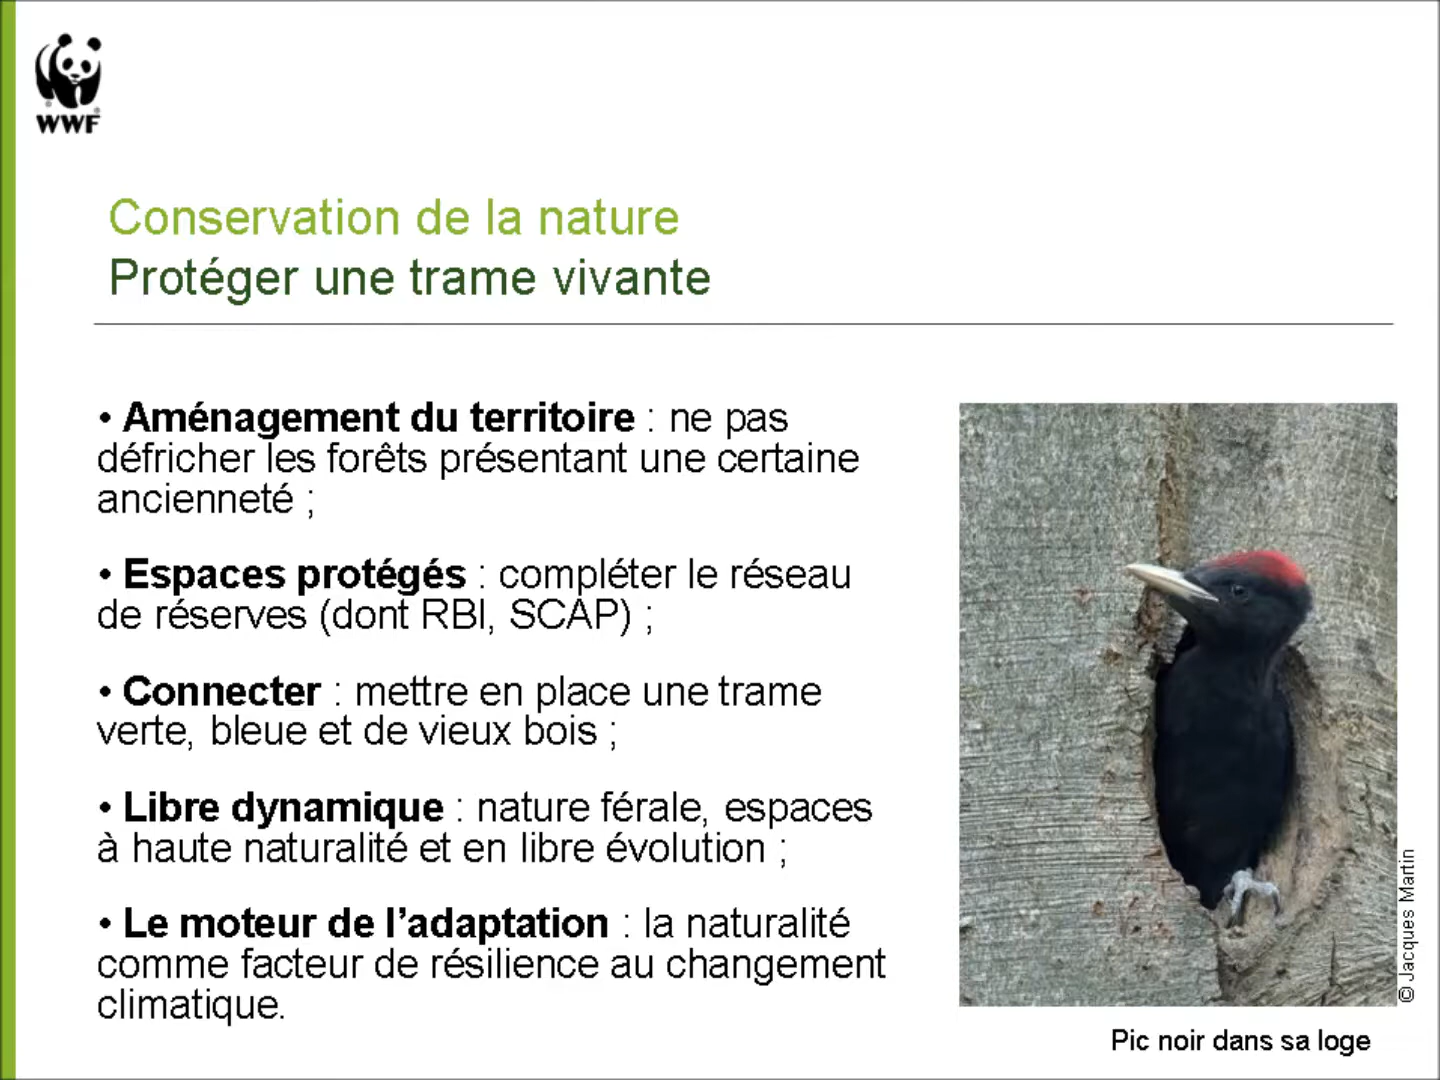 WWF
Conservation de la nature
Protéger une trame vivante
• Aménagement du territoire : ne pas
défricher les forêts présentant une certaine
ancienneté ;
• Espaces protégés : compléter le réseau
de réserves (dont RBI, SCAP) ;
• Connecter : mettre en place une trame
verte, bleue et de vieux bois ;
• Libre dynamique : nature férale, espaces
à haute naturalité et en libre évolution ;
• Le moteur de l’adaptation : la naturalité
comme facteur de résilience au changement
climatique.
© Jacques Martin
Pic noir dans sa loge